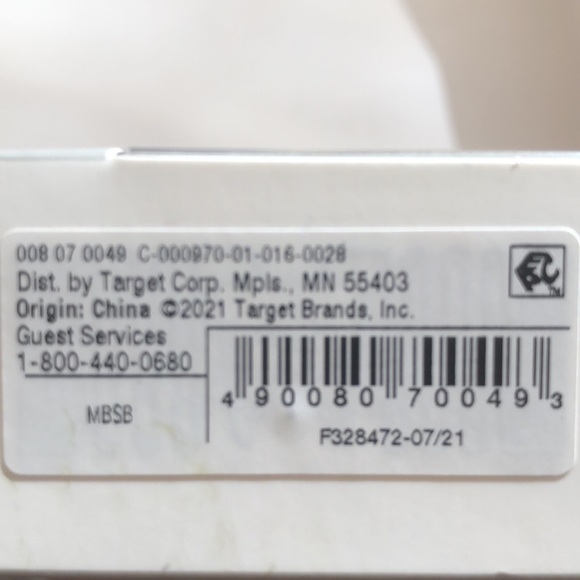 008 07 0049 C-000970-01-016-0028
Dist. by Target Corp. Mpls., MN 55403
Origin: China ©2021 Target Brands, Inc.
Guest Services
1-800-440-0680
MBSB
4 90080 70049 3
F328472-07/21
TM